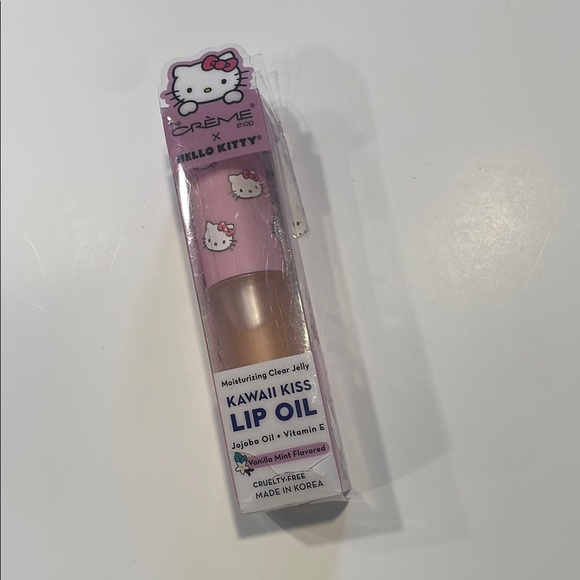 the
CRÈME®
shop
X
HELLO KITTY®
Moisturizing Clear Jelly
KAWAII KISS
LIP OIL
Jojoba Oil + Vitamin E
Vanilla Mint Flavored
CRUELTY-FREE
MADE IN KOREA